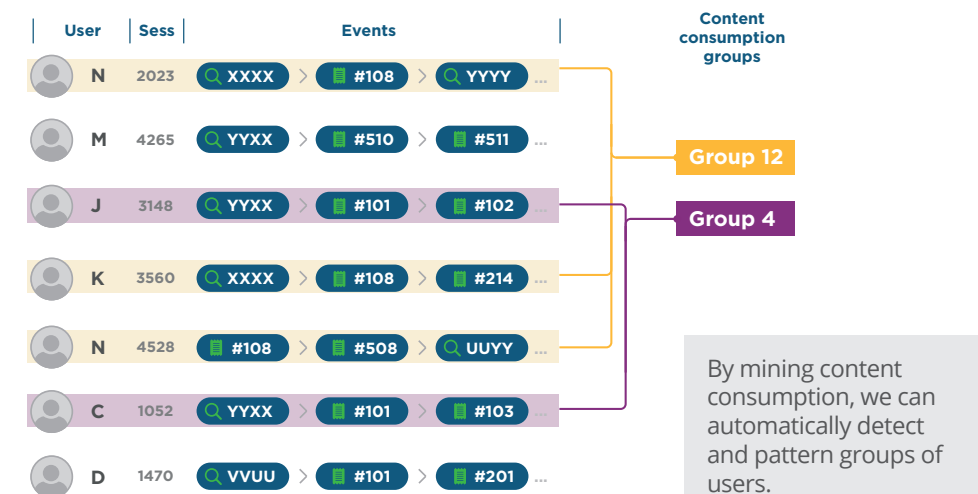 User Sess Events Content
consumption
groups
N 2023 XXXX > #108 > YYYY ...
M 4265 YYXX > #510 > #511 ...
Group 12
J 3148 YYXX > #101 > #102 ...
Group 4
K 3560 XXXX > #108 > #214 ...
N 4528 #108 > #508 > UUYY ...
C 1052 YYXX > #101 > #103 ...
D 1470 VVUU > #101 > #201 ...
By mining content
consumption, we can
automatically detect
and pattern groups of
users.